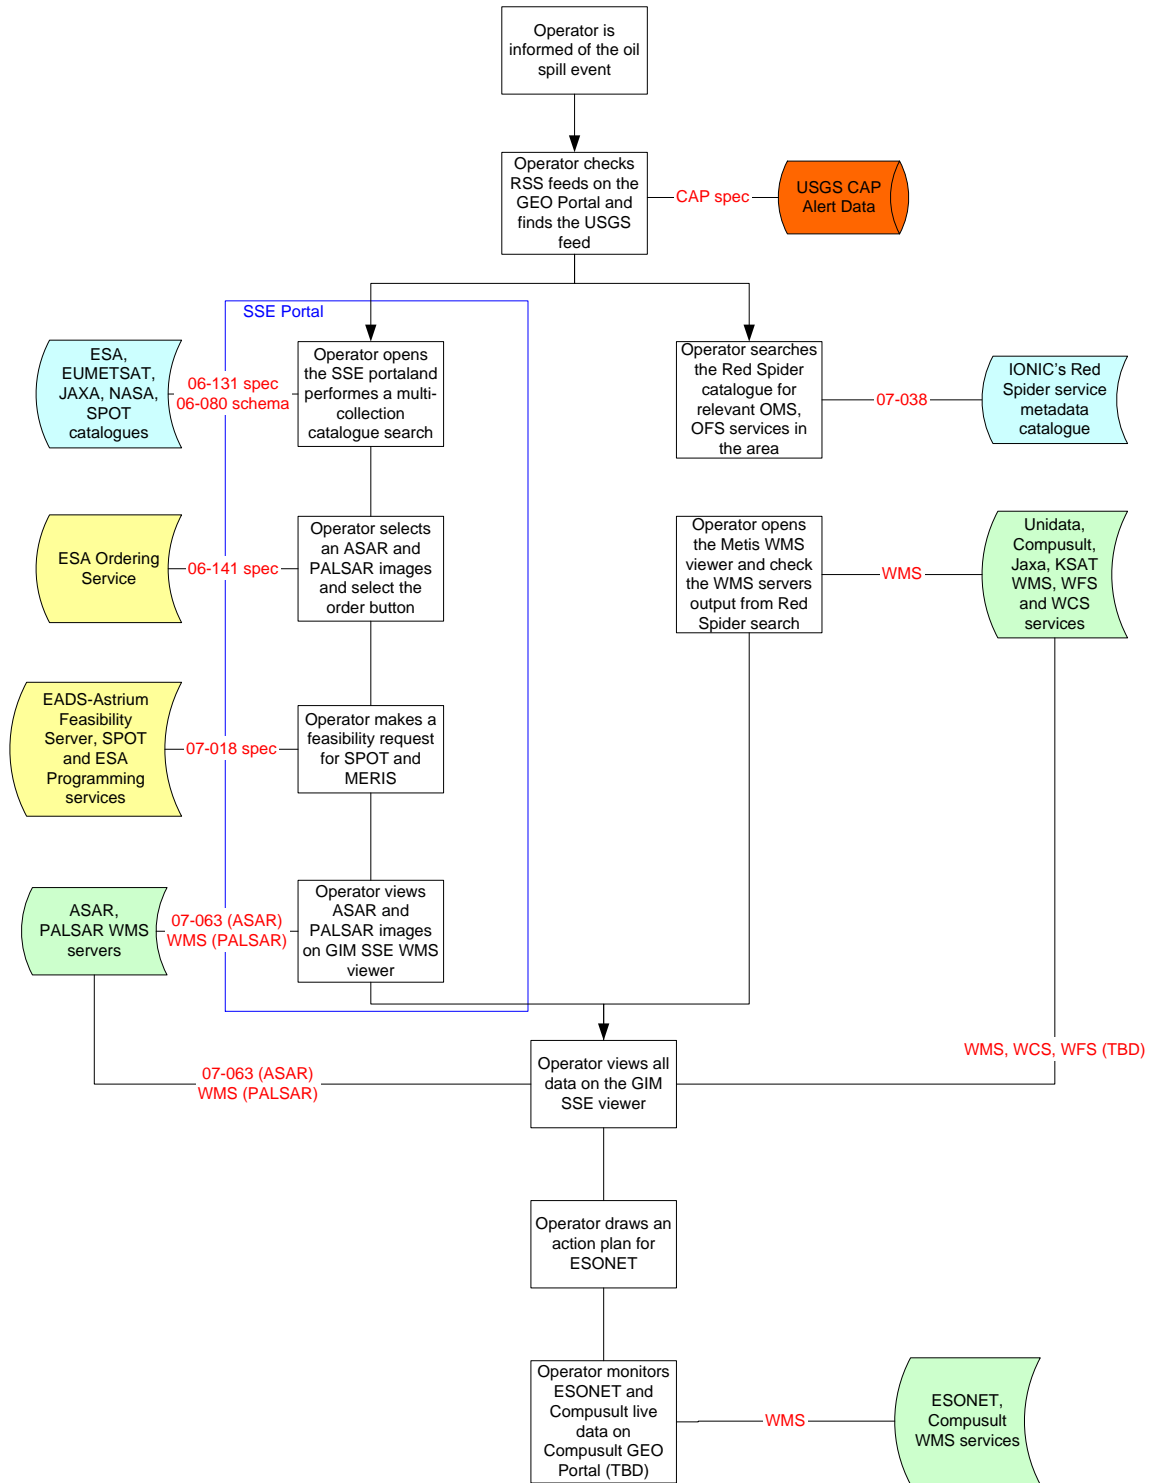 Operator is
informed of the oil
spill event
Operator checks
RSS feeds on the
GEO Portal and
finds the USGS
feed
CAP spec
USGS CAP
Alert Data
SSE Portal
ESA,
EUMETSAT,
JAXA, NASA,
SPOT
catalogues
06-131 spec
06-080 schema
Operator opens
the SSE portaland
performes a multi-
collection
catalogue search
Operator searches
the Red Spider
catalogue for
relevant OMS,
OFS services in
the area
07-038
IONIC's Red
Spider service
metadata
catalogue
ESA Ordering
Service
06-141 spec
Operator selects
an ASAR and
PALSAR images
and select the
order button
Operator opens
the Metis WMS
viewer and check
the WMS servers
output from Red
Spider search
WMS
Unidata,
Compusult,
Jaxa, KSAT
WMS, WFS
and WCS
services
EADS-Astrium
Feasibility
Server, SPOT
and ESA
Programming
services
07-018 spec
Operator makes a
feasibility request
for SPOT and
MERIS
ASAR,
PALSAR WMS
servers
07-063 (ASAR)
WMS (PALSAR)
Operator views
ASAR and
PALSAR images
on GIM SSE WMS
viewer
07-063 (ASAR)
WMS (PALSAR)
Operator views all
data on the GIM
SSE viewer
WMS, WCS, WFS (TBD)
Operator draws an
action plan for
ESONET
Operator monitors
ESONET and
Compusult live
data on
Compusult GEO
Portal (TBD)
WMS
ESONET,
Compusult
WMS services